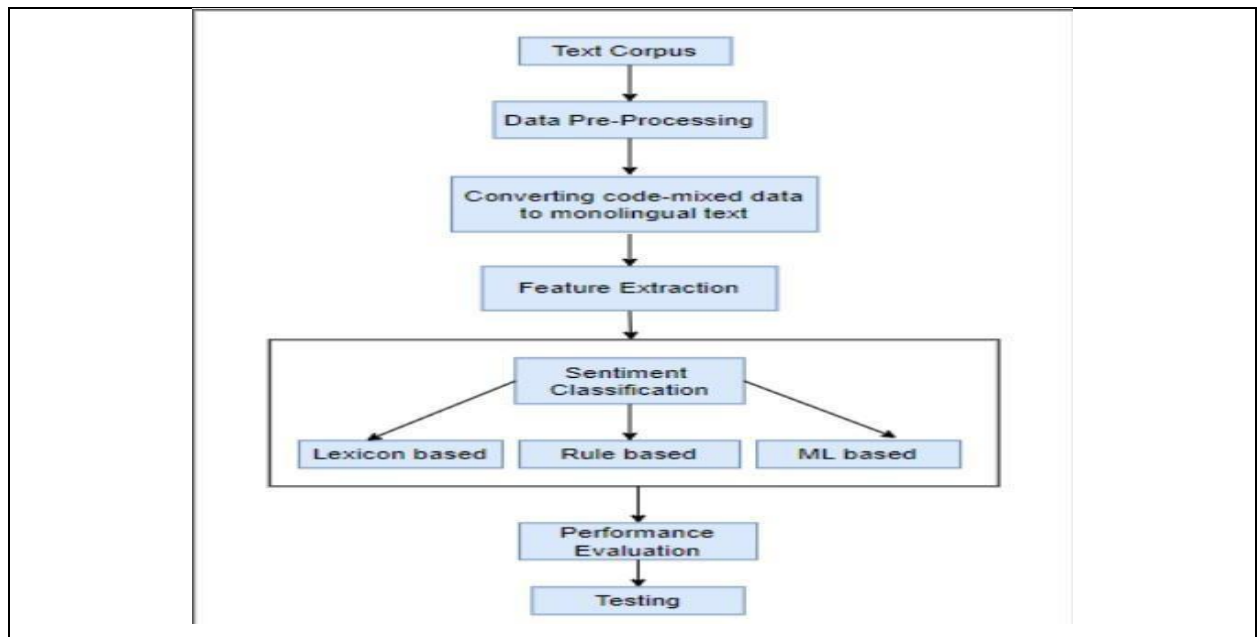 Text Corpus
Data Pre-Processing
Converting code-mixed data
to monolingual text
Feature Extraction
Sentiment
Classification
Lexicon based
Rule based
ML based
Performance
Evaluation
Testing